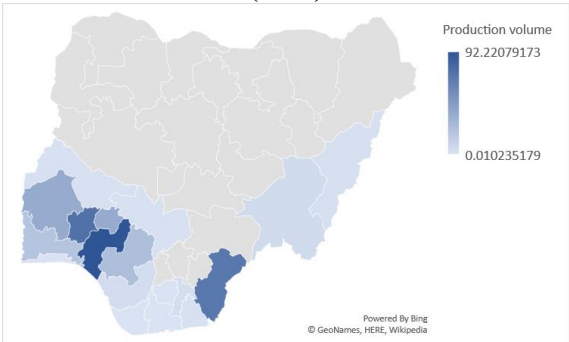 Production volume
92.22079173
0.010235179
Powered By Bing
© GeoNames, HERE, Wikipedia